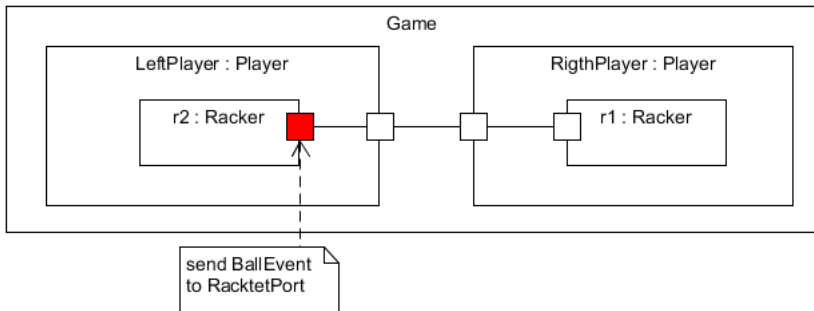 Game
LeftPlayer : Player
RigthPlayer : Player
r2 : Racker
r1 : Racker
send BallEvent
to RacktetPort